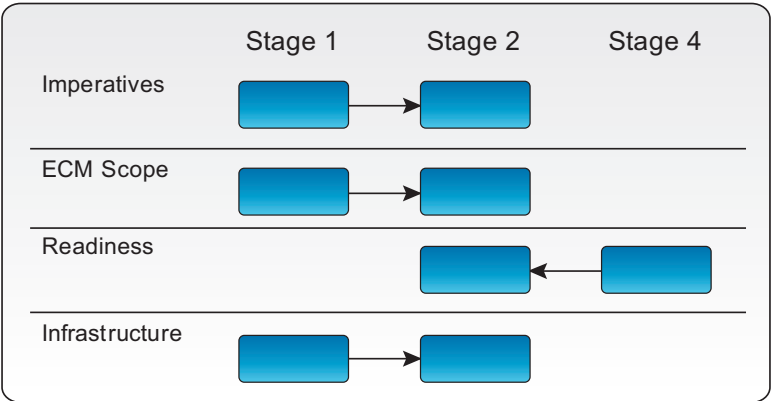 Stage 1 Stage 2 Stage 4
Imperatives
ECM Scope
Readiness
Infrastructure